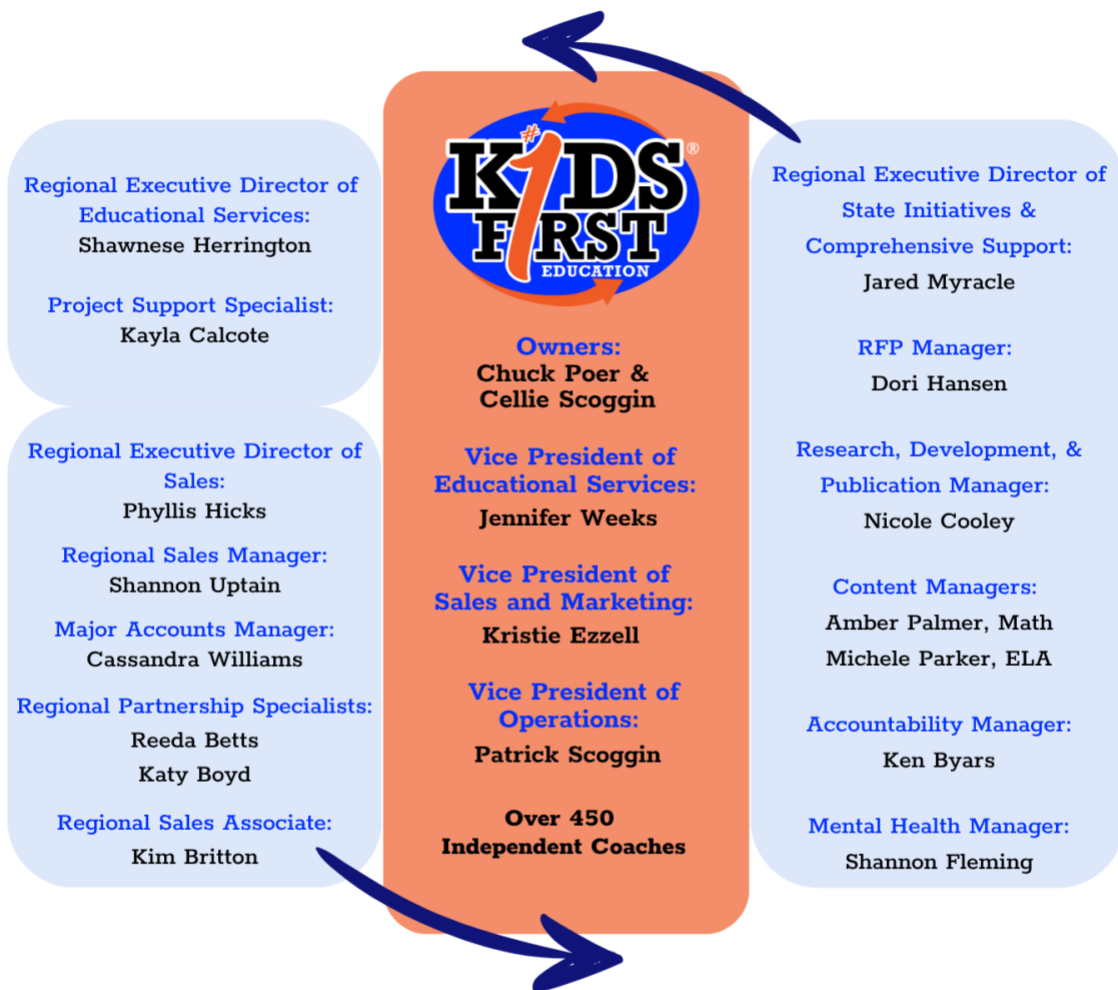 Regional Executive Director of
Educational Services:
Shawnese Herrington
Project Support Specialist:
Kayla Calcote
Regional Executive Director of
Sales:
Phyllis Hicks
Regional Sales Manager:
Shannon Uptain
Major Accounts Manager:
Cassandra Williams
Regional Partnership Specialists:
Reeda Betts
Katy Boyd
Regional Sales Associate:
Kim Britton
#
K1DS®
F1RST
EDUCATION
Owners:
Chuck Poer &
Cellie Scoggin
Vice President of
Educational Services:
Jennifer Weeks
Vice President of
Sales and Marketing:
Kristie Ezzell
Vice President of
Operations:
Patrick Scoggin
Over 450
Independent Coaches
Regional Executive Director of
State Initiatives &
Comprehensive Support:
Jared Myracle
RFP Manager:
Dori Hansen
Research, Development, &
Publication Manager:
Nicole Cooley
Content Managers:
Amber Palmer, Math
Michele Parker, ELA
Accountability Manager:
Ken Byars
Mental Health Manager:
Shannon Fleming